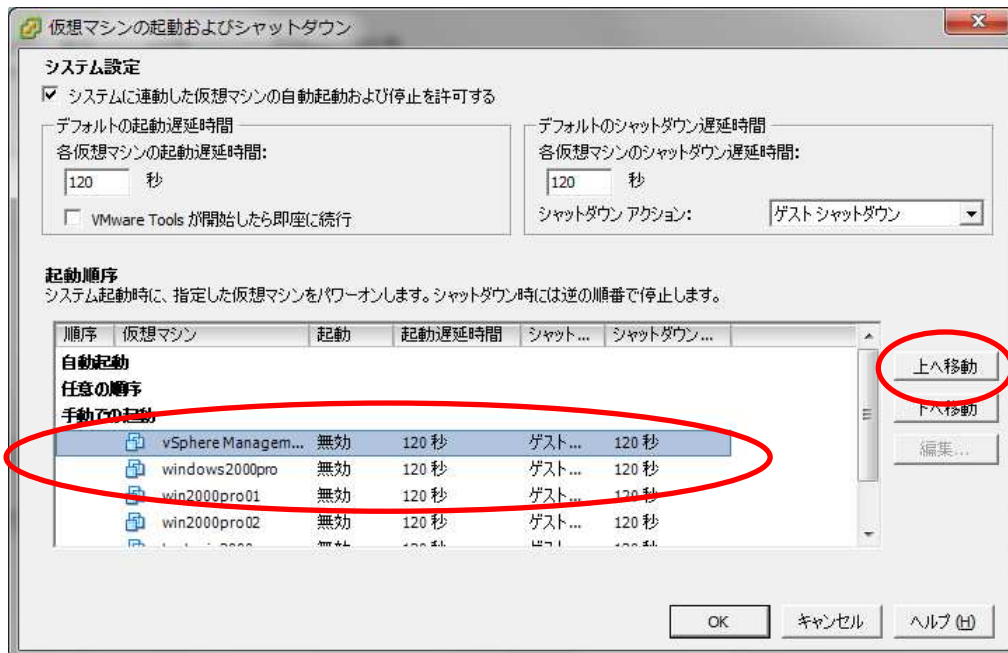 仮想マシンの起動およびシャットダウン
システム設定
システムに連動した仮想マシンの自動起動および停止を許可する
デフォルトの起動遅延時間
各仮想マシンの起動遅延時間:
120 秒
VMware Tools が開始したら即座に続行
デフォルトのシャットダウン遅延時間
各仮想マシンのシャットダウン遅延時間:
120 秒
シャットダウン アクション: ゲスト シャットダウン
起動順序
システム起動時に、指定した仮想マシンをパワーオンします。シャットダウン時には逆の順番で停止します。
順序 仮想マシン 起動 起動遅延時間 シャット... シャットダウン...
自動起動
任意の順序
手動での起動
vSphere Managem... 無効 120 秒 ゲスト... 120 秒
windows2000pro 無効 120 秒 ゲスト... 120 秒
win2000pro01 無効 120 秒 ゲスト... 120 秒
win2000pro02 無効 120 秒 ゲスト... 120 秒
上へ移動
下へ移動
編集...
OK キャンセル ヘルプ (H)